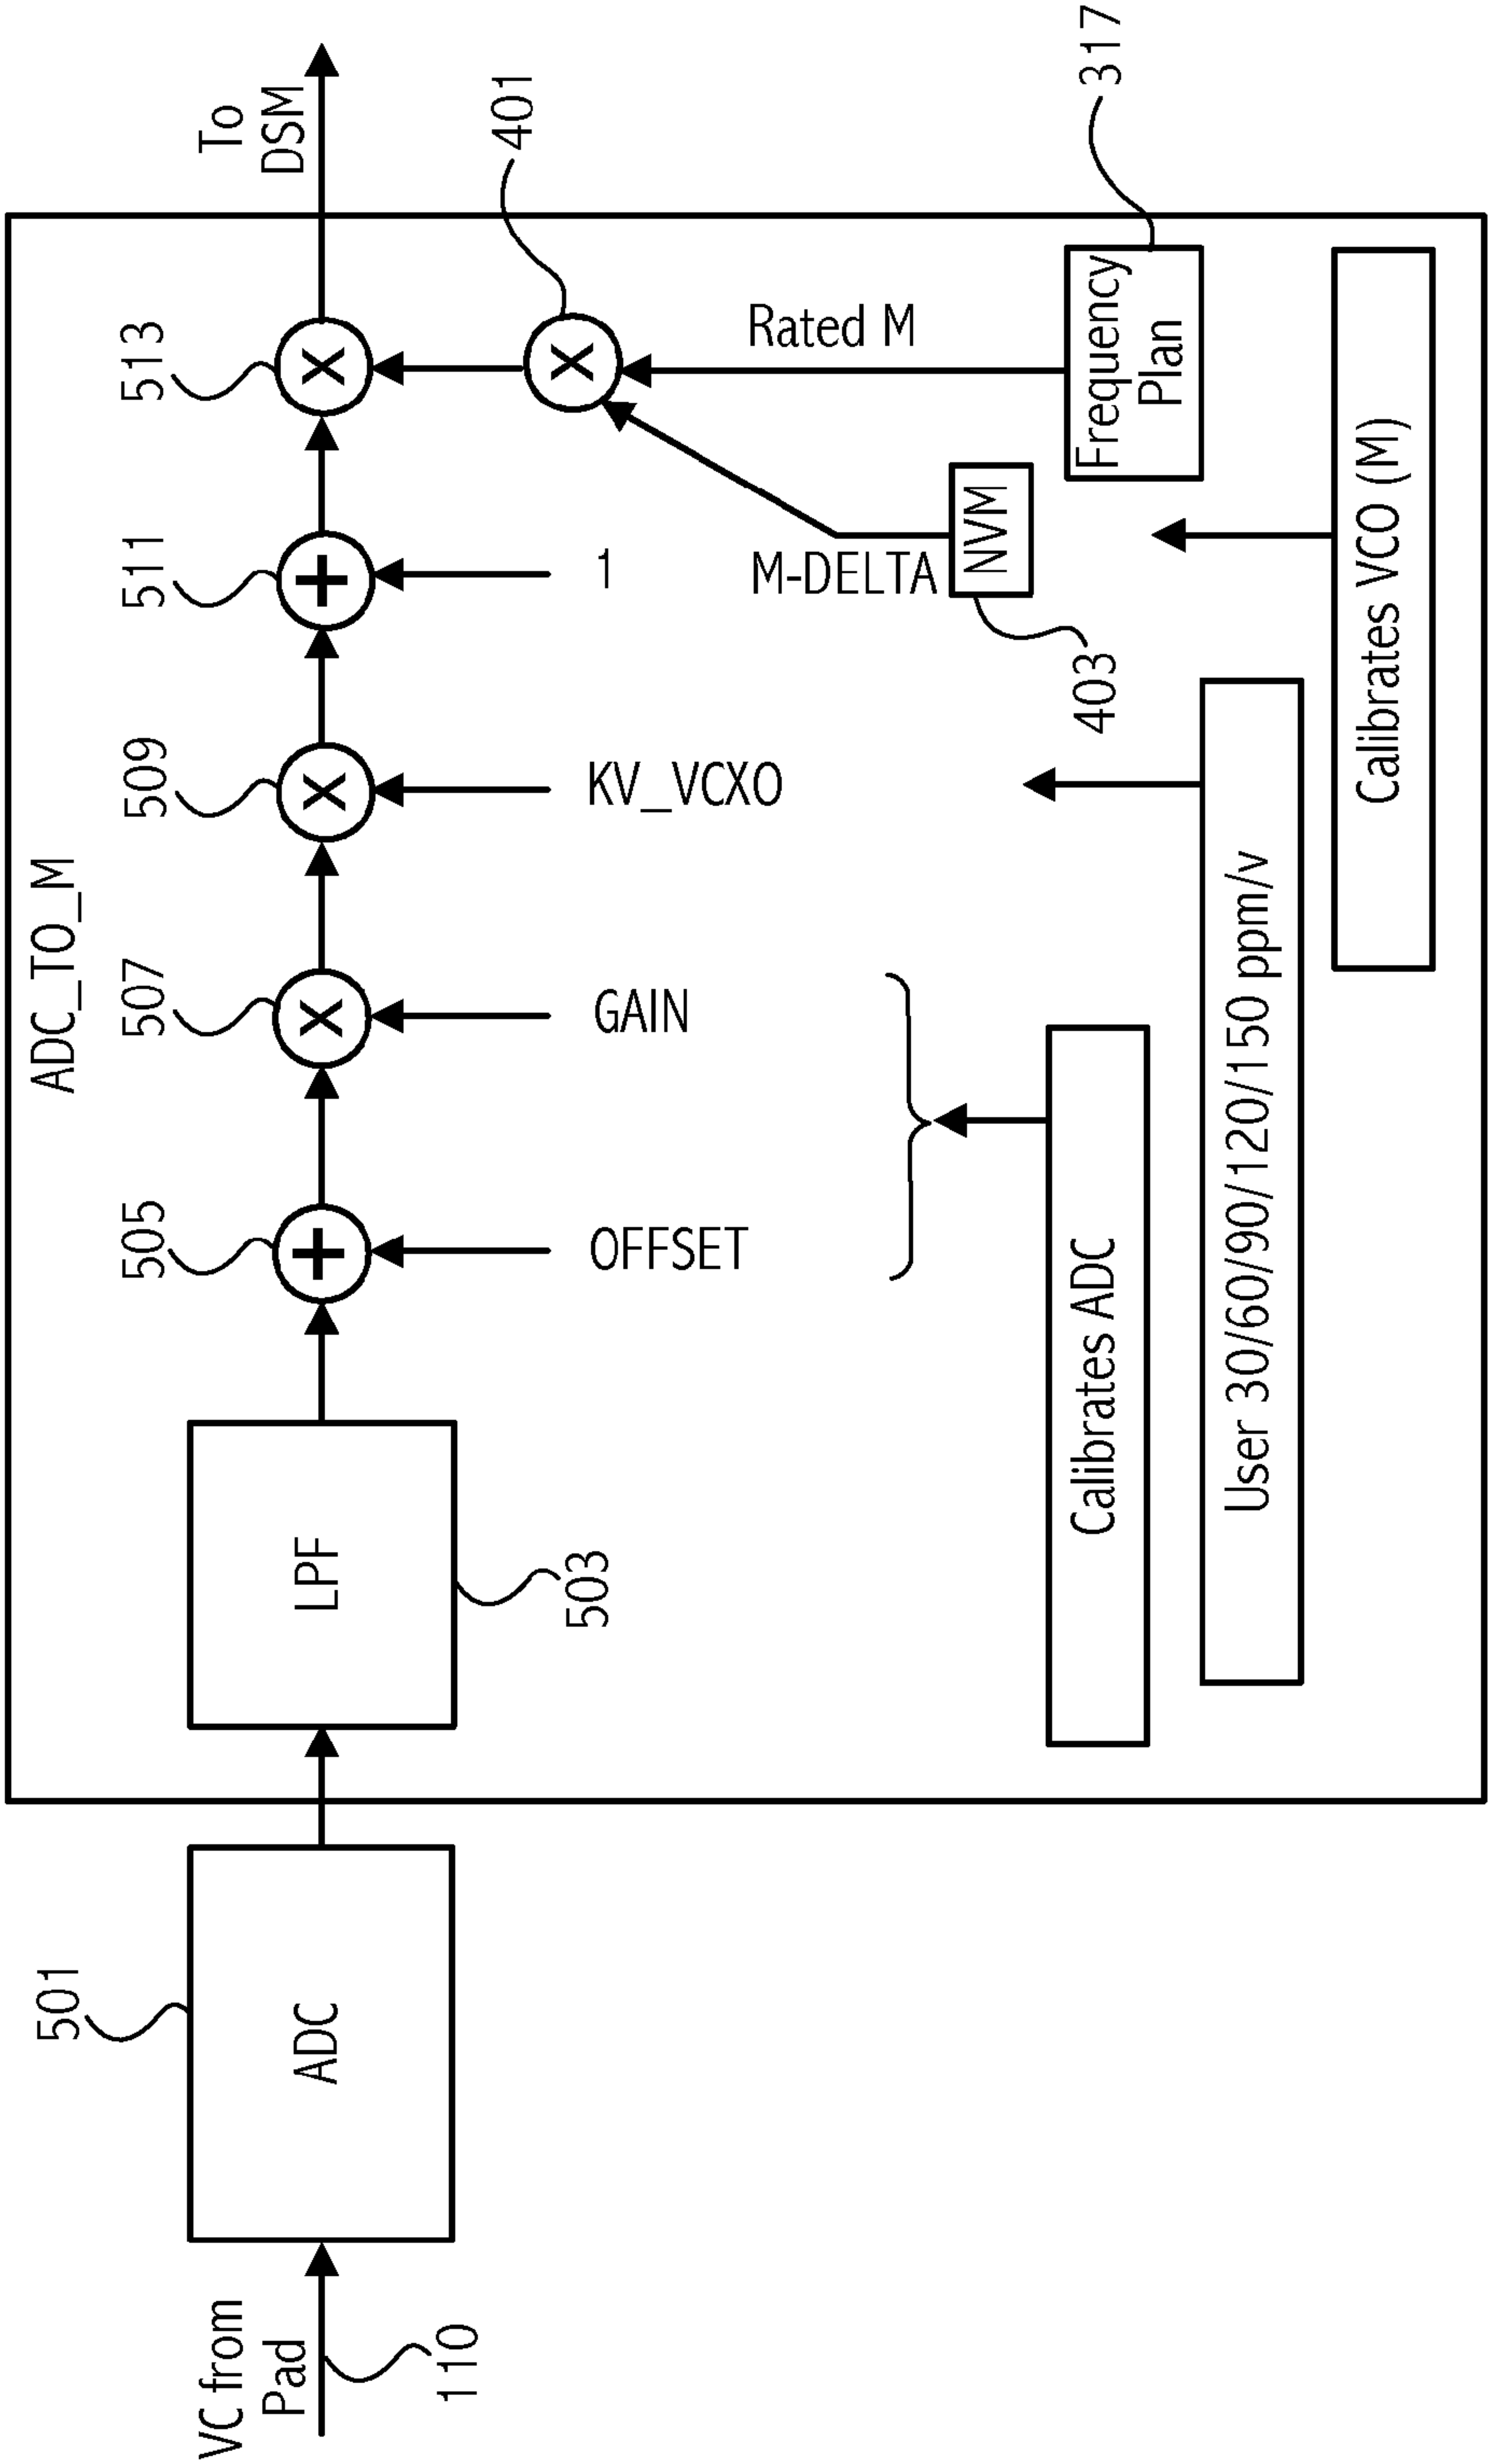 ADC_TO_M
To
DSM
501
505
507
509
511
513
401
VC from
Pad
110
ADC
LPF
503
OFFSET
GAIN
KV_VCXO
1
M-DELTA
NVM
403
Rated M
Frequency
Plan
317
Calibrates ADC
User 30/60/90/120/150 ppm/v
Calibrates VCO (M)
+
X
X
+
X
X